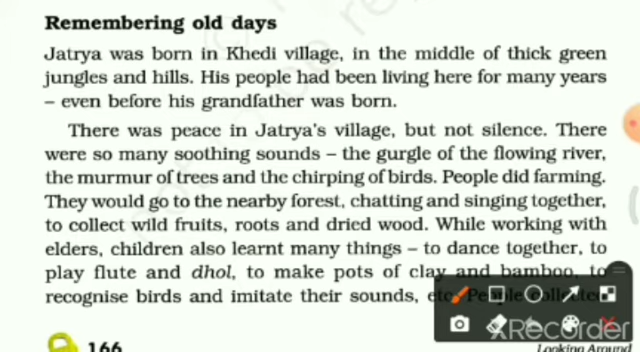 Remembering old days
Jatrya was born in Khedi village, in the middle of thick green
jungles and hills. His people had been living here for many years
– even before his grandfather was born.
There was peace in Jatrya's village, but not silence. There
were so many soothing sounds – the gurgle of the flowing river,
the murmur of trees and the chirping of birds. People did farming.
They would go to the nearby forest, chatting and singing together,
to collect wild fruits, roots and dried wood. While working with
elders, children also learnt many things – to dance together, to
play flute and dhol, to make pots of clay and bamboo, to
recognise birds and imitate their sounds, etc. People collected
XRecorder
166
Looking Around